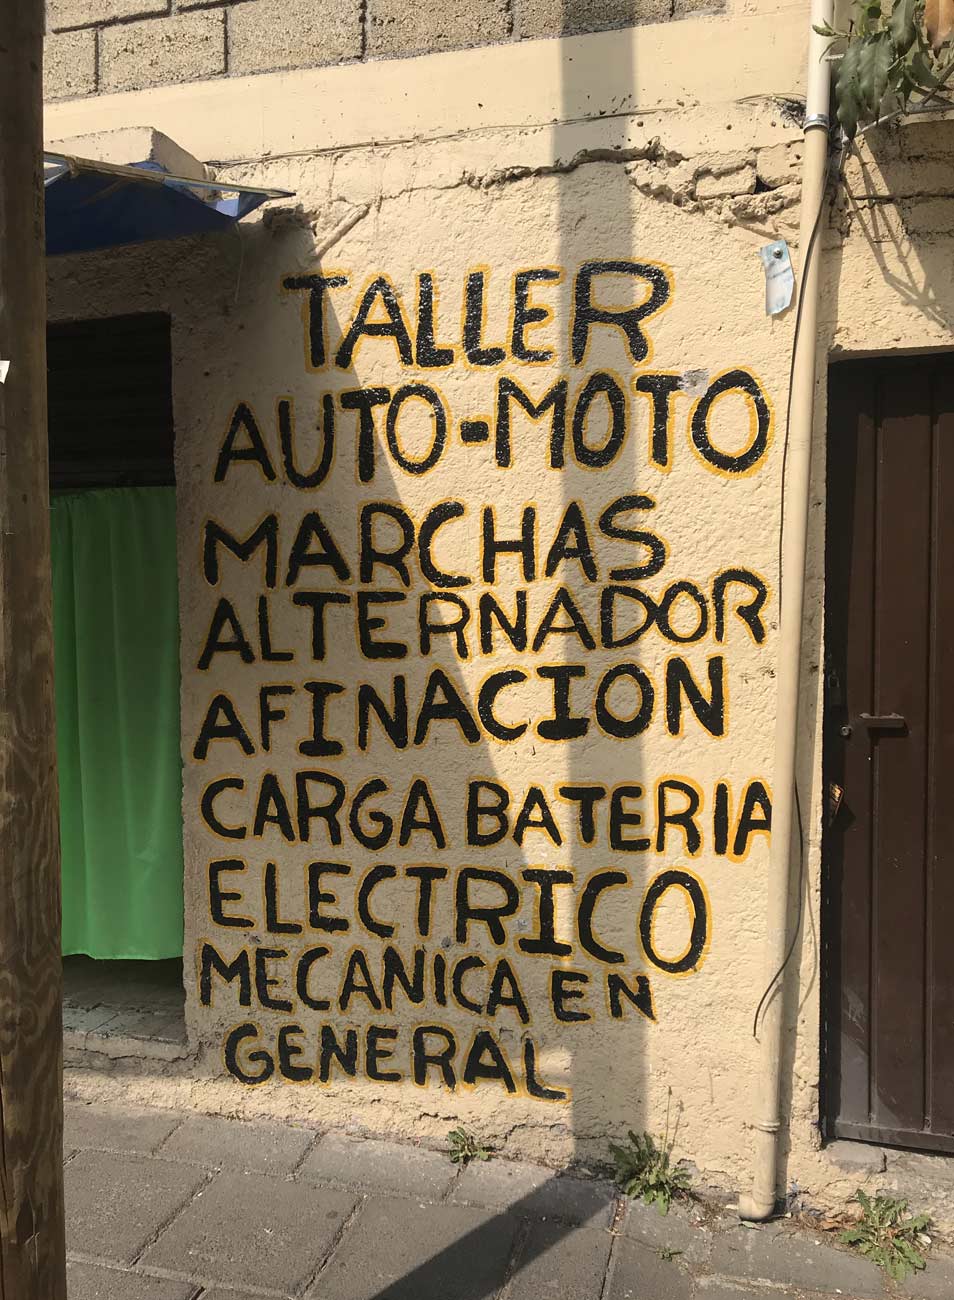 TALLER
AUTO-MOTO
MARCHAS
ALTERNADOR
AFINACION
CARGA BATERIA
ELECTRICO
MECANICA EN
GENERAL